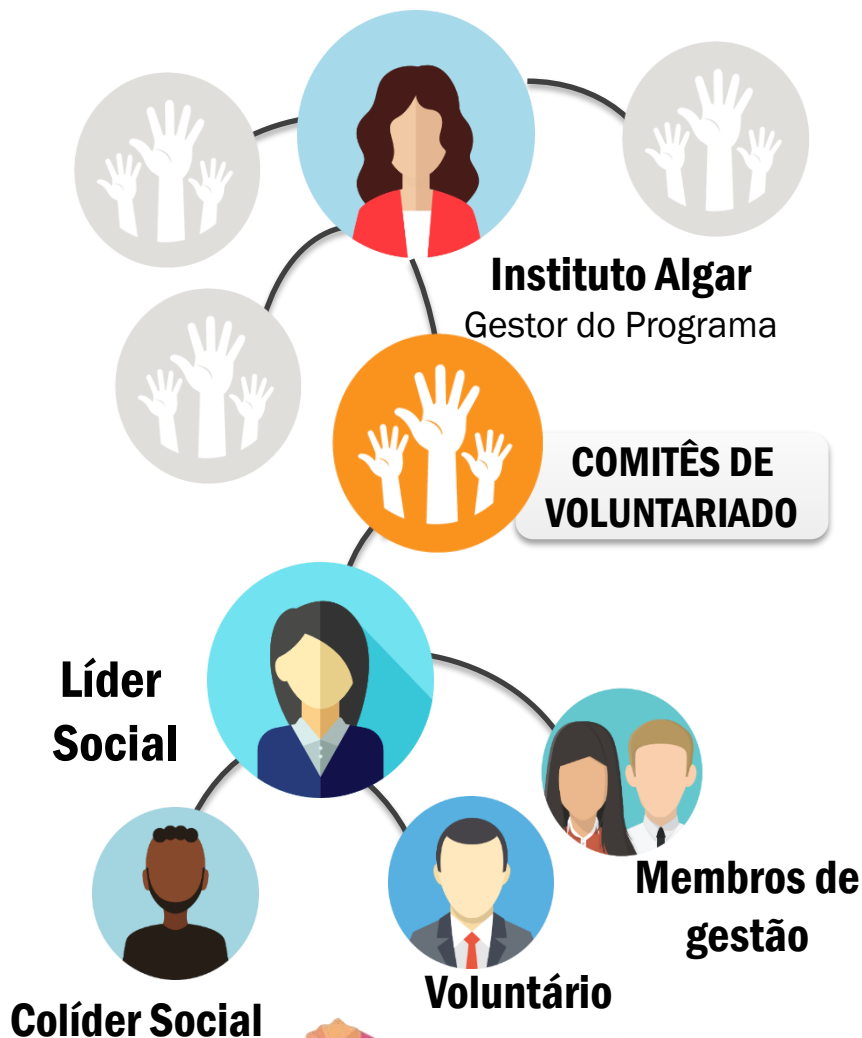 Instituto Algar
Gestor do Programa
COMITÊS DE
VOLUNTARIADO
Líder
Social
Membros de
gestão
Voluntário
Colíder Social